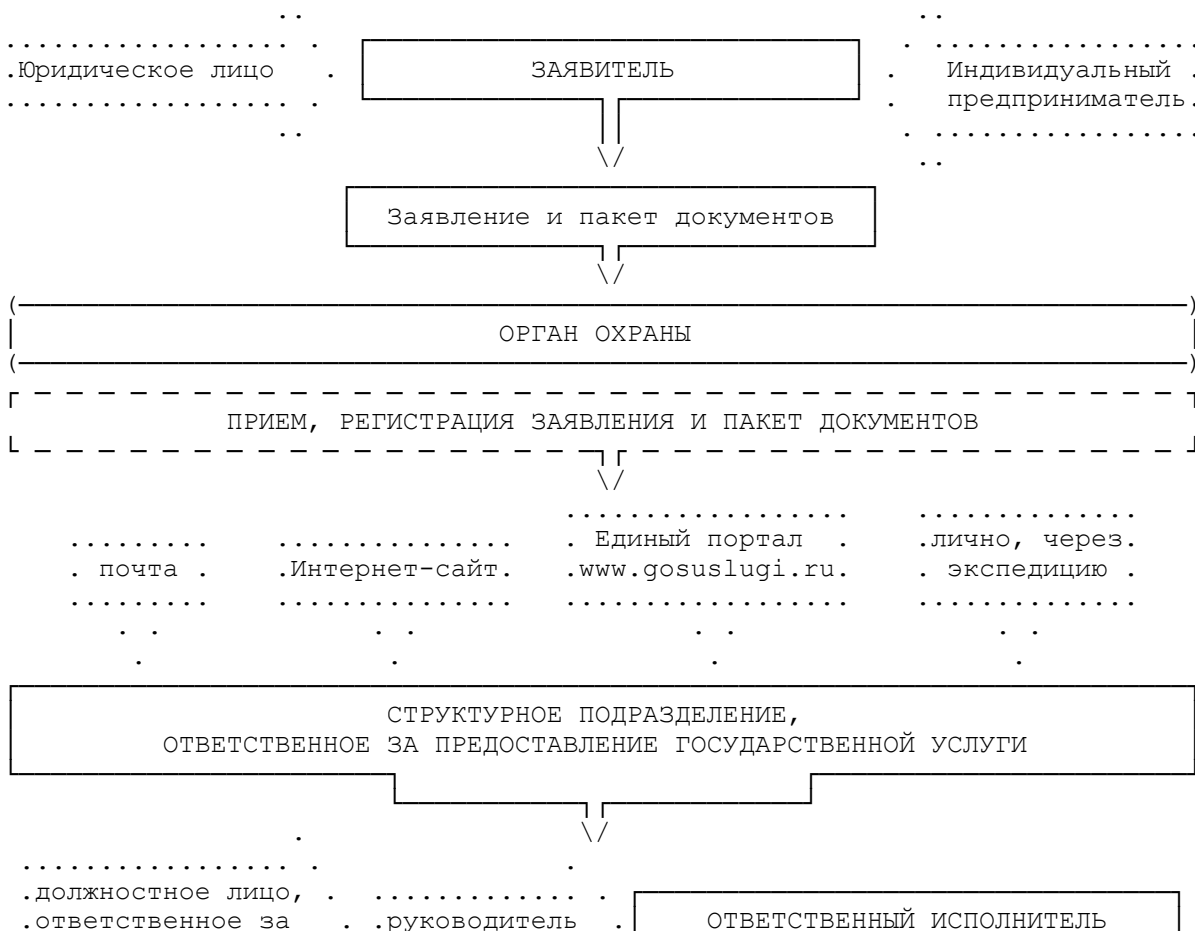 Юридическое лицо
ЗАЯВИТЕЛЬ
Индивидуальный
предприниматель
Заявление и пакет документов
ОРГАН ОХРАНЫ
ПРИЕМ, РЕГИСТРАЦИЯ ЗАЯВЛЕНИЯ И ПАКЕТ ДОКУМЕНТОВ
почта
Интернет-сайт
Единый портал
www.gosuslugi.ru
лично, через
экспедицию
СТРУКТУРНОЕ ПОДРАЗДЕЛЕНИЕ,
ОТВЕТСТВЕННОЕ ЗА ПРЕДОСТАВЛЕНИЕ ГОСУДАРСТВЕННОЙ УСЛУГИ
должностное лицо,
ответственное за
руководитель
ОТВЕТСТВЕННЫЙ ИСПОЛНИТЕЛЬ